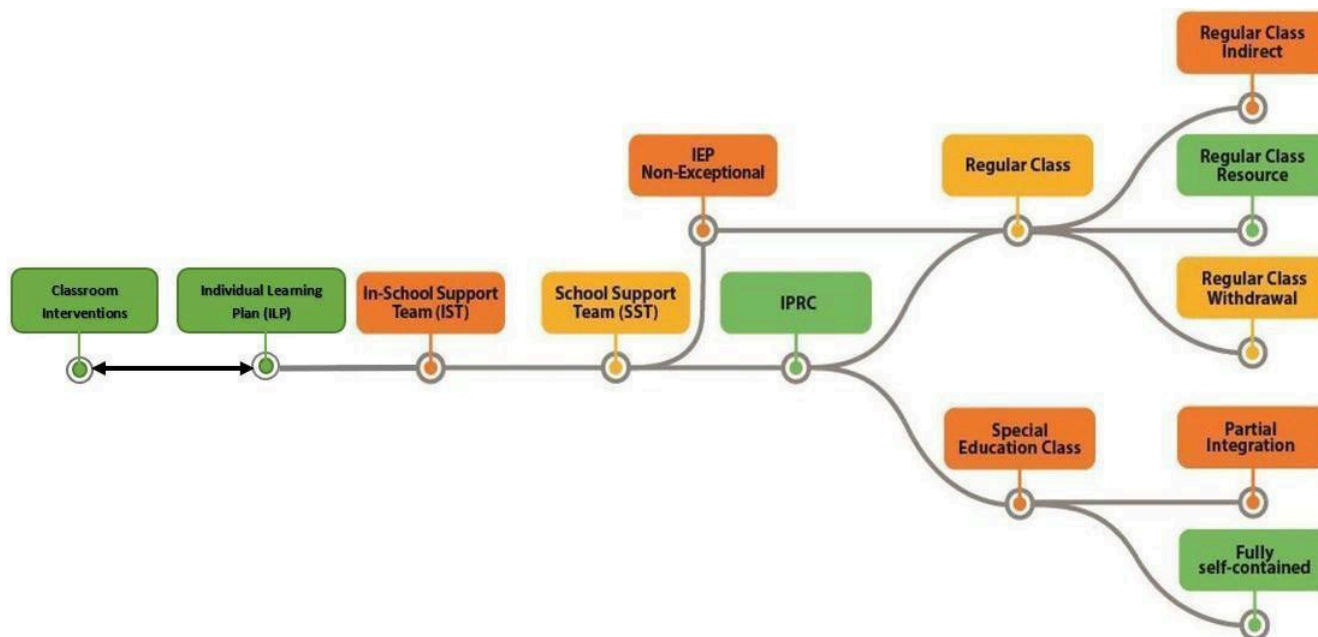 Regular Class
Indirect
IEP
Non-Exceptional
Regular Class
Regular Class
Resource
Classroom
Interventions
Individual Learning
Plan (ILP)
In-School Support
Team (IST)
School Support
Team (SST)
IPRC
Regular Class
Withdrawal
Special
Education Class
Partial
Integration
Fully
self-contained